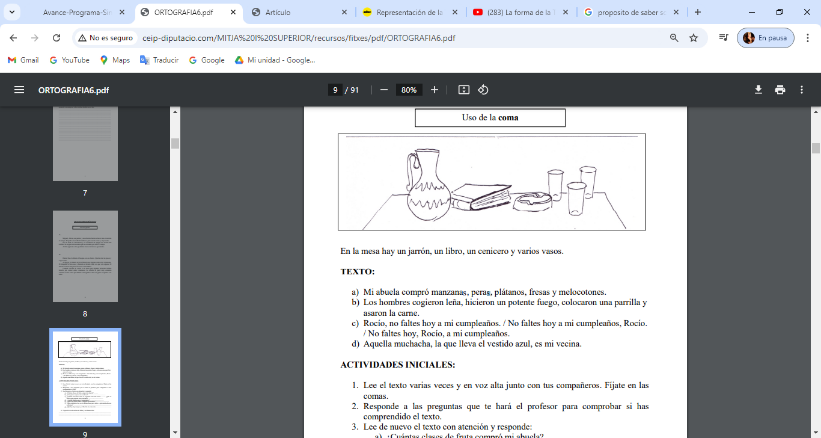 Avance-Programa-Sin
ORTOGRAFIA6.pdf
Artículo
Representación de la
(283) La forma de la
proposito de saber so
No es seguro
ceip-diputacio.com/MITJA%20I%20SUPERIOR/recursos/fitxes/pdf/ORTOGRAFIA6.pdf
En pausa
Gmail
YouTube
Maps
Traducir
Google
Mi unidad - Google...
ORTOGRAFIA6.pdf
9 / 91
80%
7
8
9
Uso de la coma
En la mesa hay un jarrón, un libro, un cenicero y varios vasos.
TEXTO:
a) Mi abuela compró manzanas, peras, plátanos, fresas y melocotones.
b) Los hombres cogieron leña, hicieron un potente fuego, colocaron una parrilla y
asaron la carne.
c) Rocío, no faltes hoy a mi cumpleaños. / No faltes hoy a mi cumpleaños, Rocío.
/ No faltes hoy, Rocío, a mi cumpleaños.
d) Aquella muchacha, la que lleva el vestido azul, es mi vecina.
ACTIVIDADES INICIALES:
1. Lee el texto varias veces y en voz alta junto con tus compañeros. Fíjate en las
comas.
2. Responde a las preguntas que te hará el profesor para comprobar si has
comprendido el texto.
3. Lee de nuevo el texto con atención y responde:
a) ¿Cuántas clases de fruta compró mi abuela?